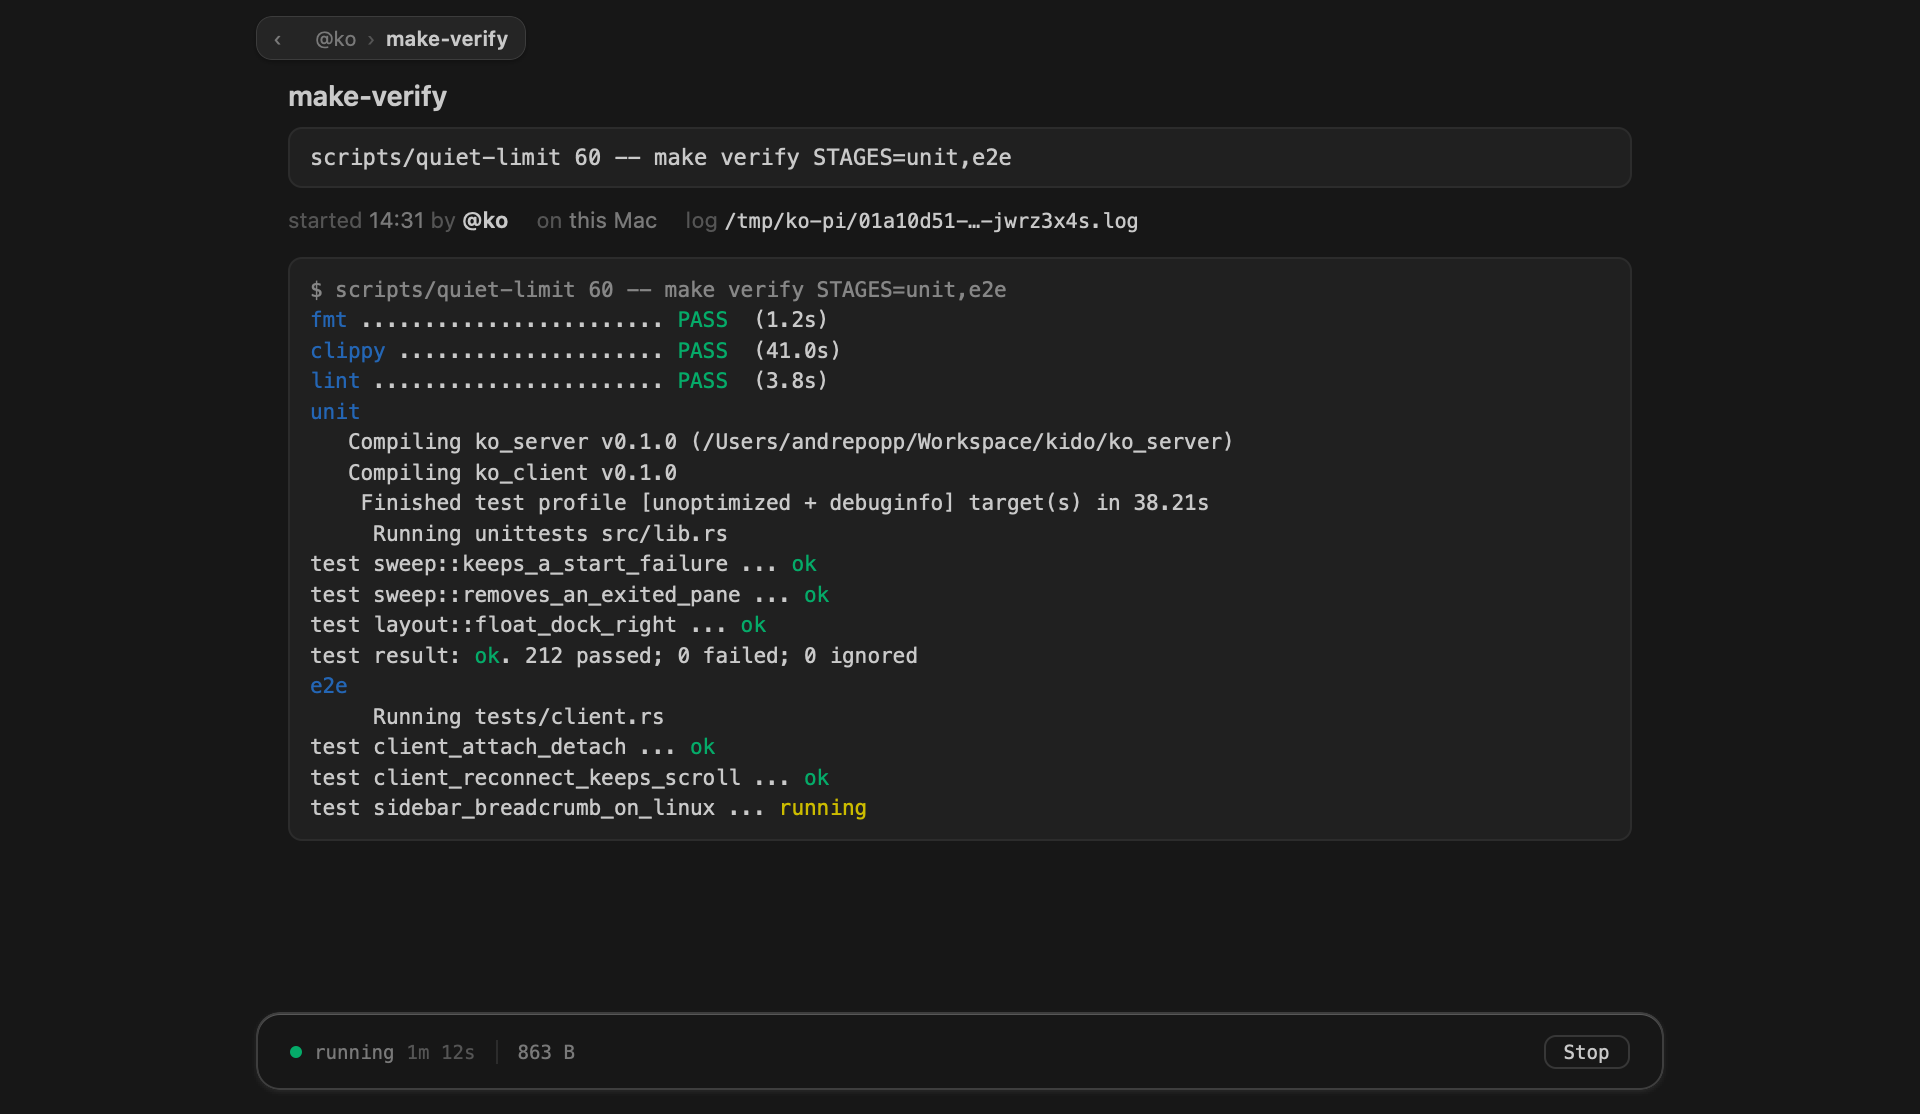 ‹ @ko › make-verify
make-verify
scripts/quiet-limit 60 -- make verify STAGES=unit,e2e
started 14:31 by @ko on this Mac log /tmp/ko-pi/01a10d51-…-jwrz3x4s.log
$ scripts/quiet-limit 60 -- make verify STAGES=unit,e2e
fmt ........................ PASS (1.2s)
clippy ..................... PASS (41.0s)
lint ....................... PASS (3.8s)
unit
Compiling ko_server v0.1.0 (/Users/andrepopp/Workspace/kido/ko_server)
Compiling ko_client v0.1.0
Finished test profile [unoptimized + debuginfo] target(s) in 38.21s
Running unittests src/lib.rs
test sweep::keeps_a_start_failure ... ok
test sweep::removes_an_exited_pane ... ok
test layout::float_dock_right ... ok
test result: ok. 212 passed; 0 failed; 0 ignored
e2e
Running tests/client.rs
test client_attach_detach ... ok
test client_reconnect_keeps_scroll ... ok
test sidebar_breadcrumb_on_linux ... running
running 1m 12s 863 B Stop